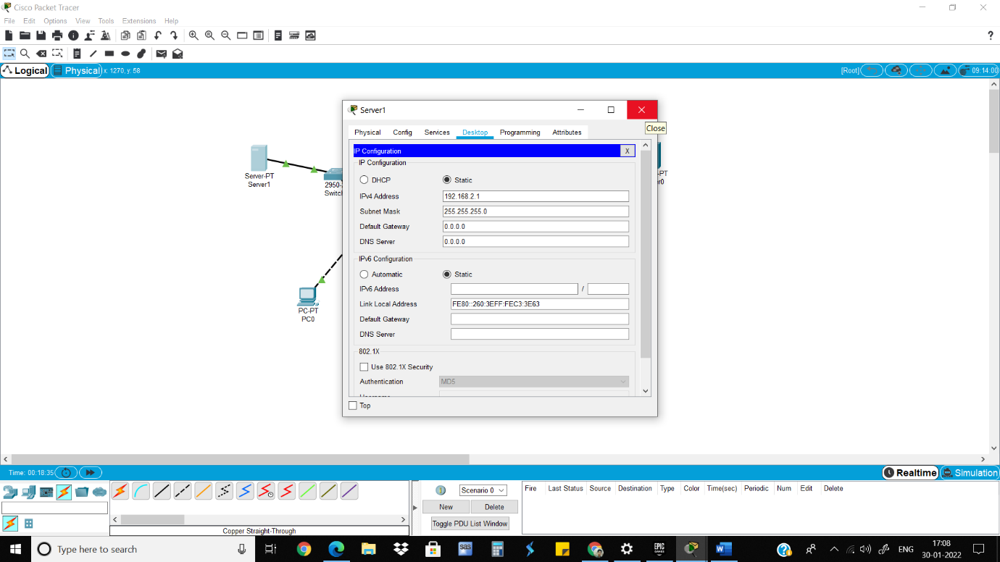 Cisco Packet Tracer
File Edit Options View Tools Extensions Help
?
Logical Physical x: 1270, y: 58 [Root] 09:14:00
Server-PT
Server1
2950-
Switch
PC-PT
PC0
-PT
r0
Server1
Close
Physical Config Services Desktop Programming Attributes
IP Configuration X
IP Configuration
DHCP Static
IPv4 Address 192.168.2.1
Subnet Mask 255.255.255.0
Default Gateway 0.0.0.0
DNS Server 0.0.0.0
IPv6 Configuration
Automatic Static
IPv6 Address /
Link Local Address FE80::260:3EFF:FEC3:3E63
Default Gateway
DNS Server
802.1X
Use 802.1X Security
Authentication MD5
Username
Top
Time: 00:18:35 Realtime Simulation
Scenario 0
New Delete
Toggle PDU List Window
Fire Last Status Source Destination Type Color Time(sec) Periodic Num Edit Delete
Copper Straight-Through
Type here to search
sas
EPIC
GAMES
W
ENG
17:08
30-01-2022